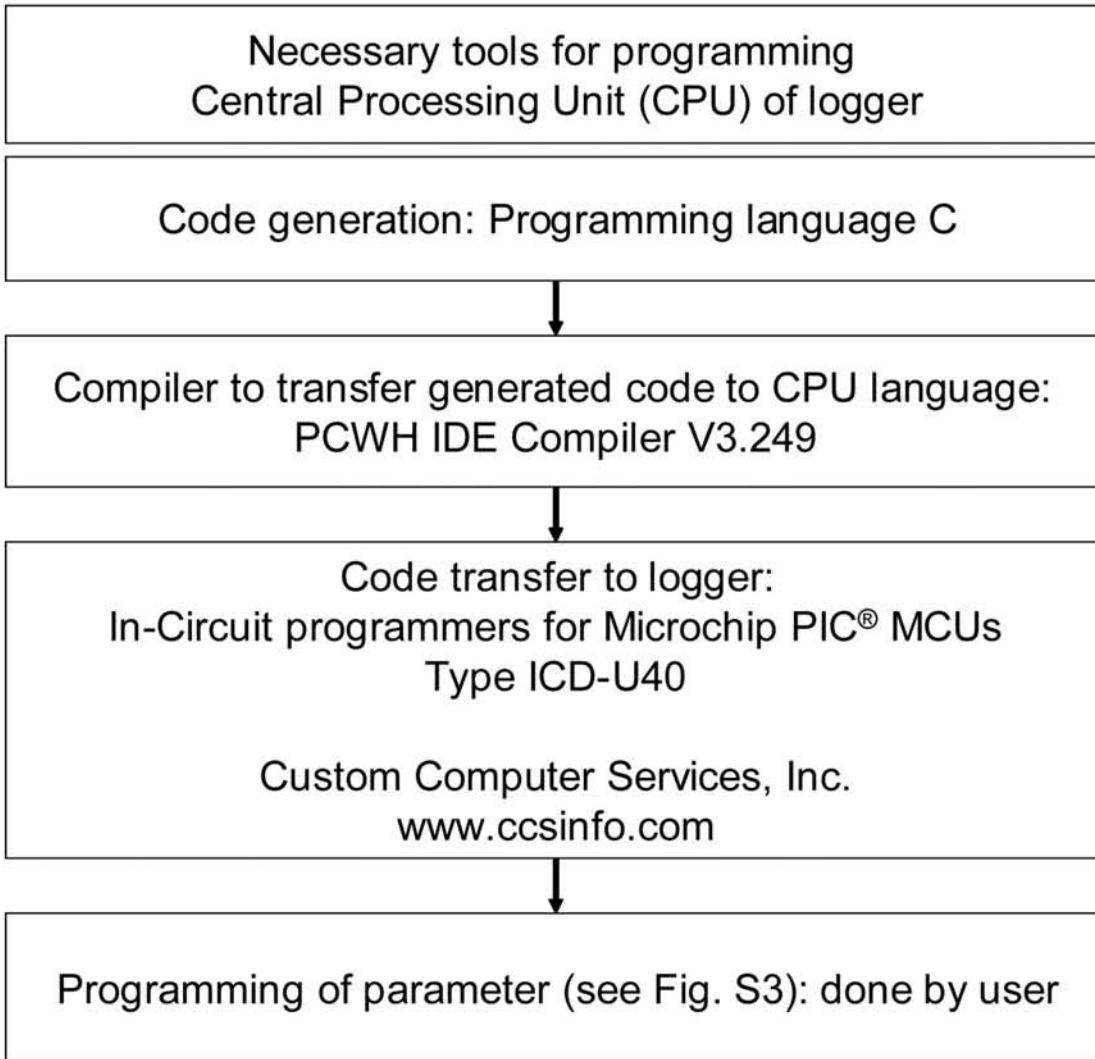 Necessary tools for programming
Central Processing Unit (CPU) of logger
Code generation: Programming language C
Compiler to transfer generated code to CPU language:
PCWH IDE Compiler V3.249
Code transfer to logger:
In-Circuit programmers for Microchip PIC® MCUs
Type ICD-U40
Custom Computer Services, Inc.
www.ccsinfo.com
Programming of parameter (see Fig. S3): done by user